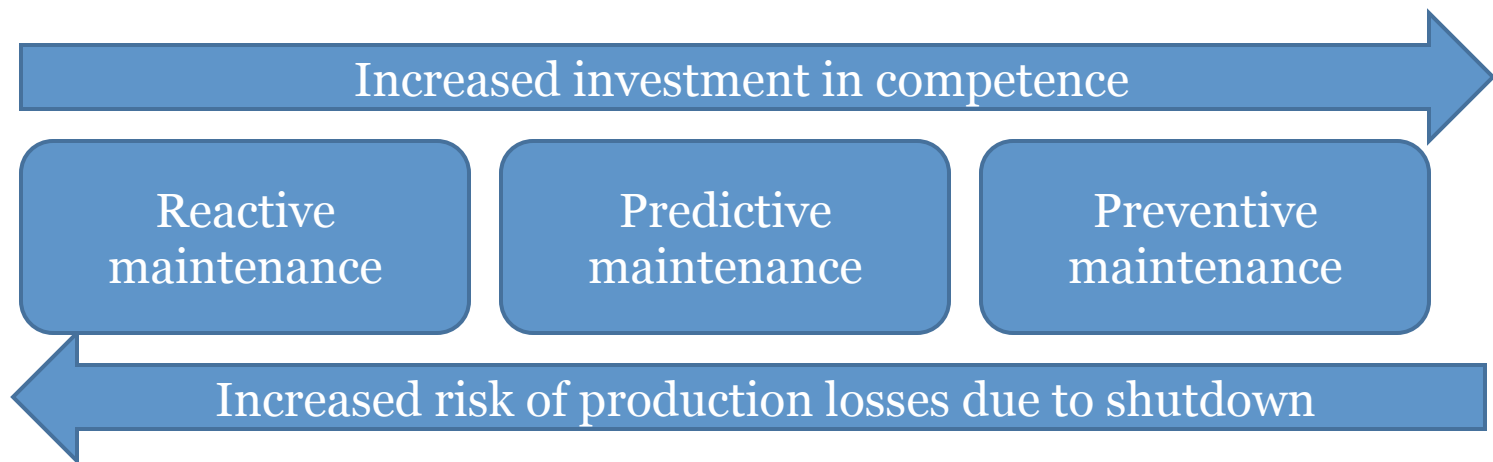 Increased investment in competence
Reactive
maintenance
Predictive
maintenance
Preventive
maintenance
Increased risk of production losses due to shutdown